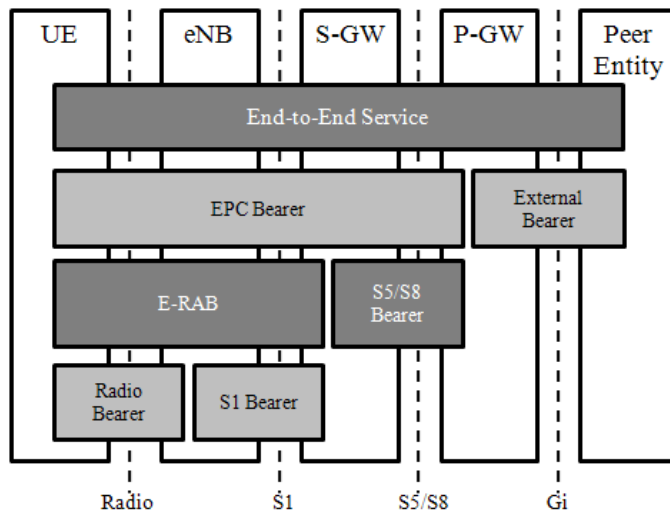 UE
eNB
S-GW
P-GW
Peer
Entity
End-to-End Service
EPC Bearer
External
Bearer
E-RAB
S5/S8
Bearer
Radio
Bearer
S1 Bearer
Radio
S1
S5/S8
Gi